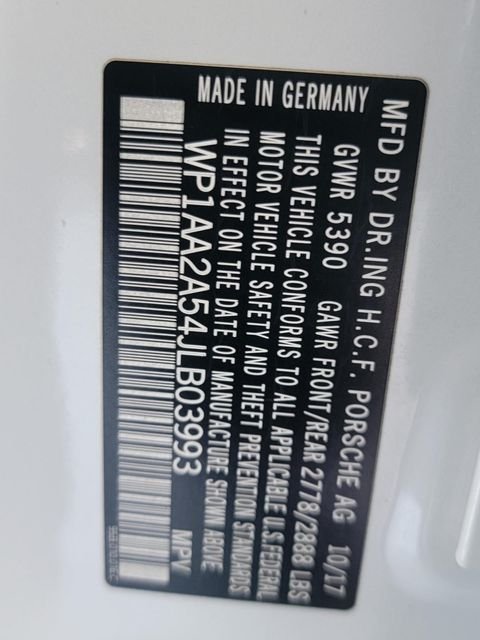 MFD BY DR.ING H.C.F. PORSCHE AG 10/17
GVWR 5390 GAWR FRONT/REAR 2778/2888 LBS
THIS VEHICLE CONFORMS TO ALL APPLICABLE U.S.FEDERAL
MOTOR VEHICLE SAFETY AND THEFT PREVENTION STANDARDS
IN EFFECT ON THE DATE OF MANUFACTURE SHOWN ABOVE
WP1AA2A54JLB03993 MPV
MADE IN GERMANY